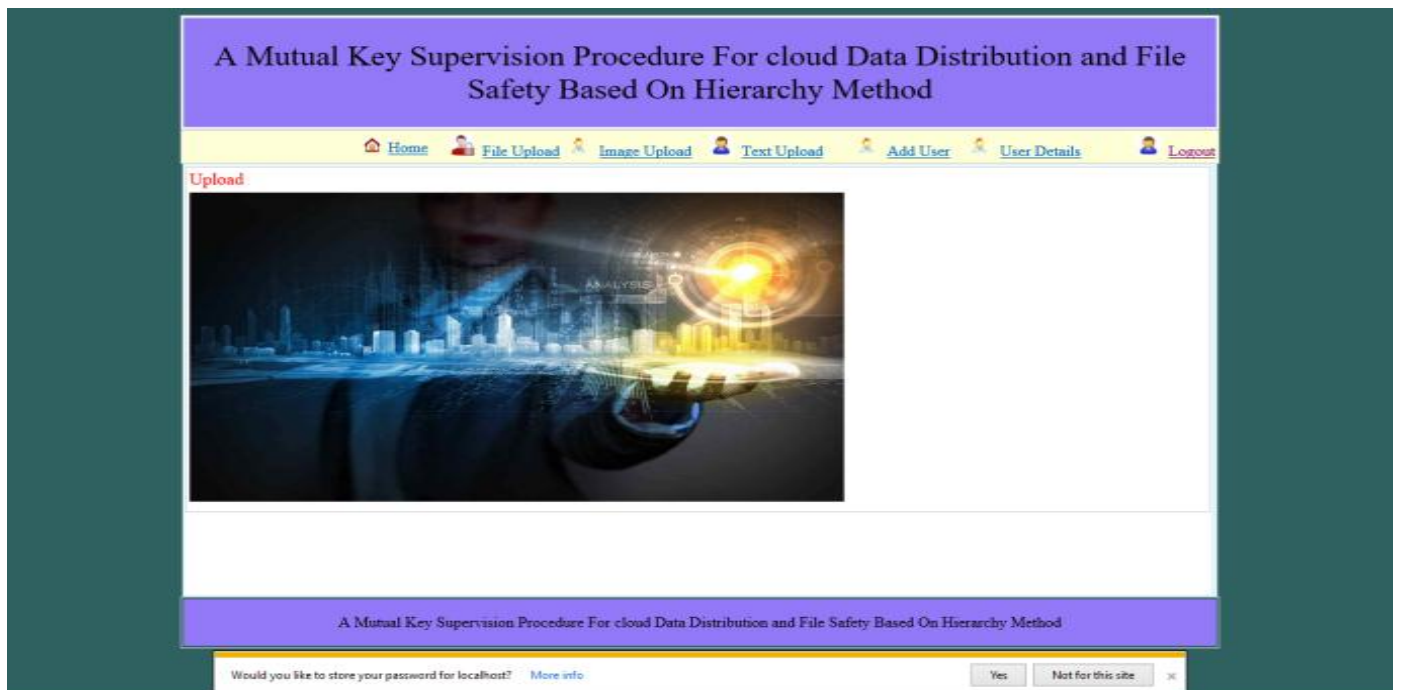 A Mutual Key Supervision Procedure For cloud Data Distribution and File
Safety Based On Hierarchy Method
Home File Upload Image Upload Text Upload Add User User Details Logout
Upload
ANALYSIS
A Mutual Key Supervision Procedure For cloud Data Distribution and File Safety Based On Hierarchy Method
Would you like to store your password for localhost? More info Yes Not for this site